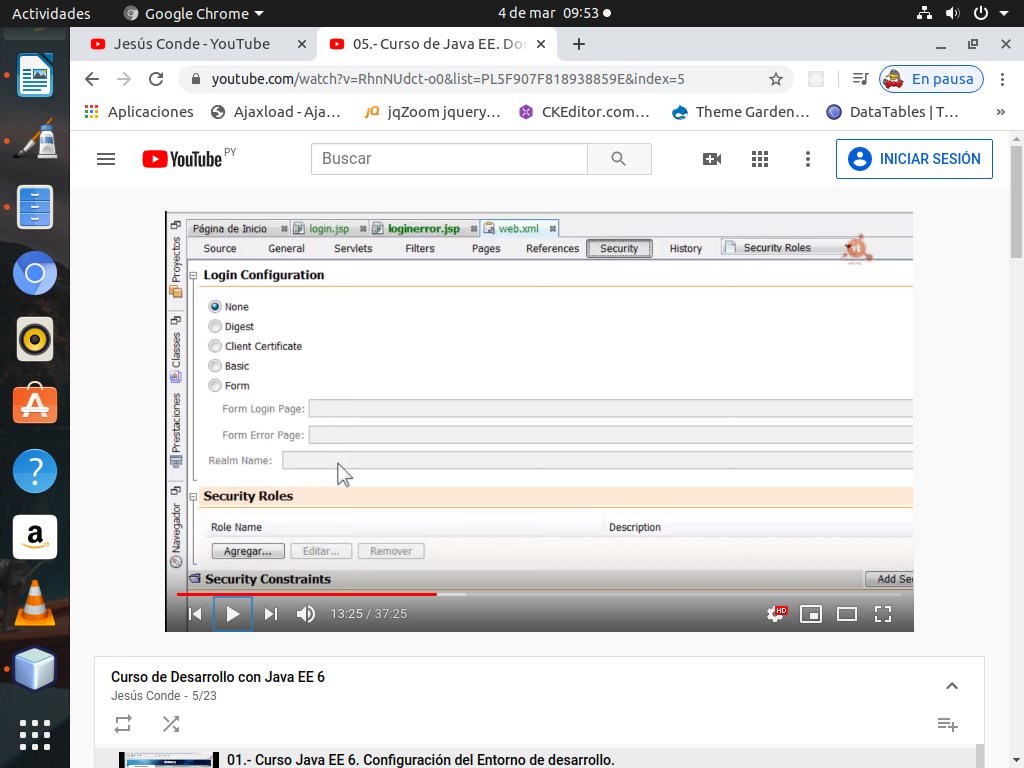 Actividades Google Chrome 4 de mar 09:53
Jesús Conde - YouTube 05.- Curso de Java EE. Dor
youtube.com/watch?v=RhnNUdct-o0&list=PL5F907F818938859E&index=5 En pausa
Aplicaciones Ajaxload - Aja... jqZoom jquery... CKEditor.com... Theme Garden... DataTables | T... »
YouTube PY Buscar INICIAR SESIÓN
Página de Inicio login.jsp loginerror.jsp web.xml
Source General Servlets Filters Pages References Security History Security Roles
Proyectos
Classes
Prestaciones
Navegador
Login Configuration
None
Digest
Client Certificate
Basic
Form
Form Login Page:
Form Error Page:
Realm Name:
Security Roles
Role Name Description
Agregar... Editar... Remover
Security Constraints Add Sec
13:25 / 37:25 HD
Curso de Desarrollo con Java EE 6
Jesús Conde - 5/23
01.- Curso Java EE 6. Configuración del Entorno de desarrollo.